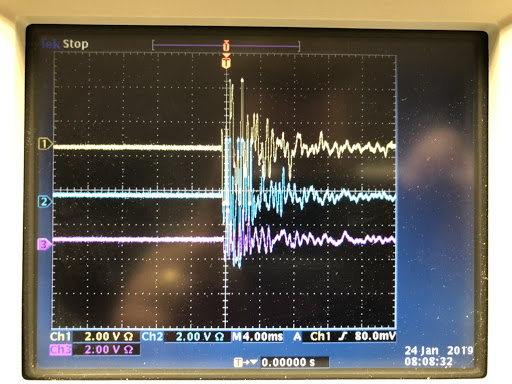 Tek Stop
U
T
1
2
3
Ch1 2.00 V Ω Ch2 2.00 V Ω M 4.00ms A Ch1 ƒ 80.0mV
Ch3 2.00 V Ω
24 Jan 2019
08:08:32
T→▼ 0.00000 s